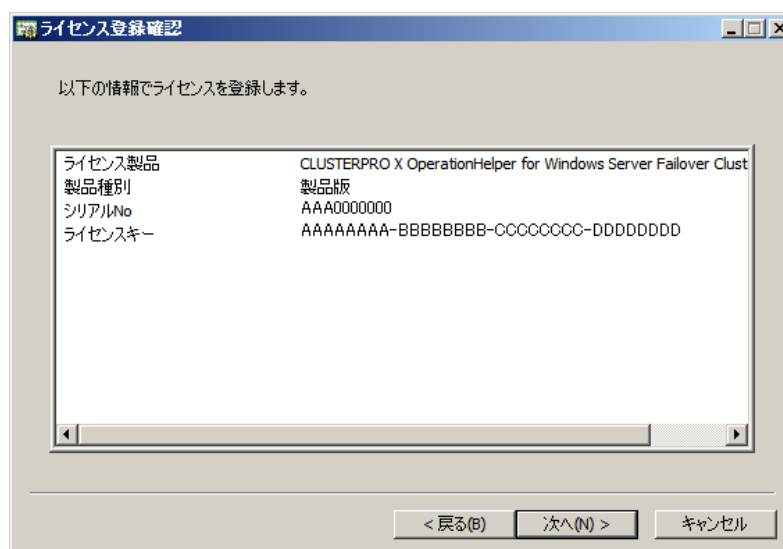 ライセンス登録確認
以下の情報でライセンスを登録します。
ライセンス製品 CLUSTERPRO X OperationHelper for Windows Server Failover Clust
製品種別 製品版
シリアルNo AAA0000000
ライセンスキー AAAAAAAA-BBBBBBBB-CCCCCCCC-DDDDDDDD
< 戻る(B) 次へ(N) > キャンセル